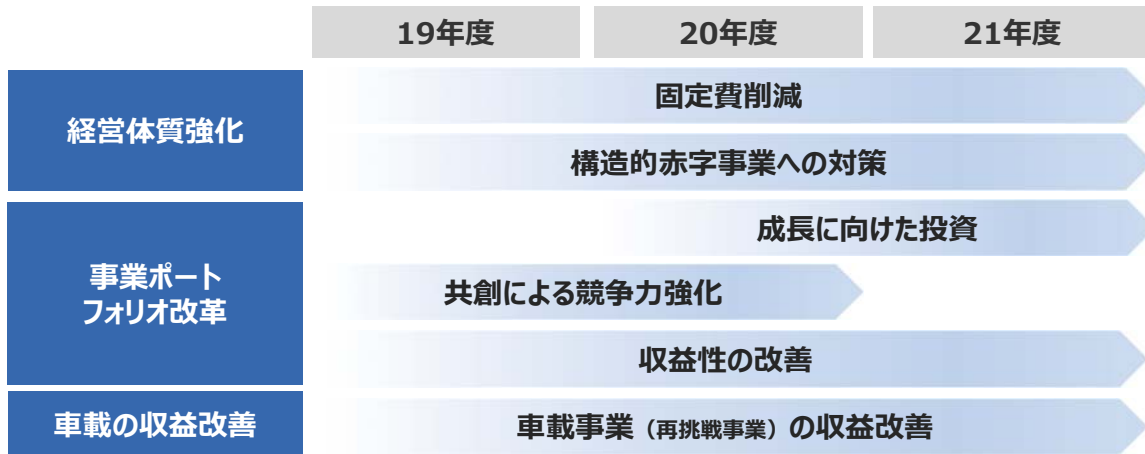 19年度
20年度
21年度
経営体質強化
固定費削減
構造的赤字事業への対策
事業ポート
フォリオ改革
成長に向けた投資
共創による競争力強化
収益性の改善
車載の収益改善
車載事業（再挑戦事業）の収益改善